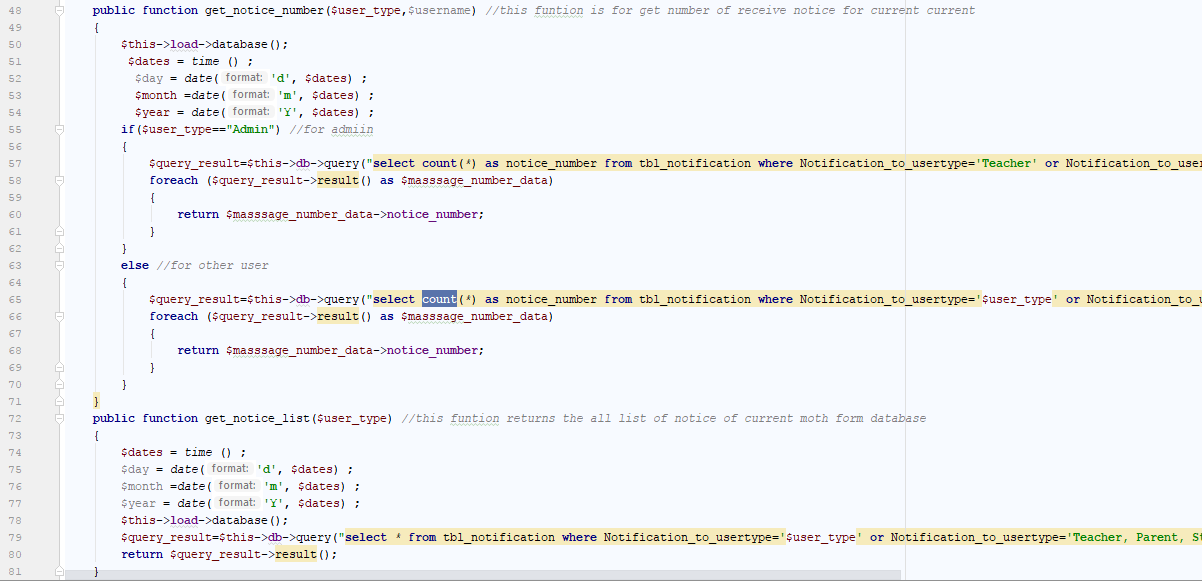 48 public function get_notice_number($user_type,$username) //this funtion is for get number of receive notice for current current
49 {
50 $this->load->database();
51 $dates = time () ;
52 $day = date( format: 'd', $dates) ;
53 $month =date( format: 'm', $dates) ;
54 $year = date( format: 'Y', $dates) ;
55 if($user_type=="Admin") //for admiin
56 {
57 $query_result=$this->db->query("select count(*) as notice_number from tbl_notification where Notification_to_usertype='Teacher' or Notification_to_user
58 foreach ($query_result->result() as $masssage_number_data)
59 {
60 return $masssage_number_data->notice_number;
61 }
62 }
63 else //for other user
64 {
65 $query_result=$this->db->query("select count(*) as notice_number from tbl_notification where Notification_to_usertype='$user_type' or Notification_to_u
66 foreach ($query_result->result() as $masssage_number_data)
67 {
68 return $masssage_number_data->notice_number;
69 }
70 }
71 }
72 public function get_notice_list($user_type) //this funtion returns the all list of notice of current moth form database
73 {
74 $dates = time () ;
75 $day = date( format: 'd', $dates) ;
76 $month =date( format: 'm', $dates) ;
77 $year = date( format: 'Y', $dates) ;
78 $this->load->database();
79 $query_result=$this->db->query("select * from tbl_notification where Notification_to_usertype='$user_type' or Notification_to_usertype='Teacher, Parent, St
80 return $query_result->result();
81 }